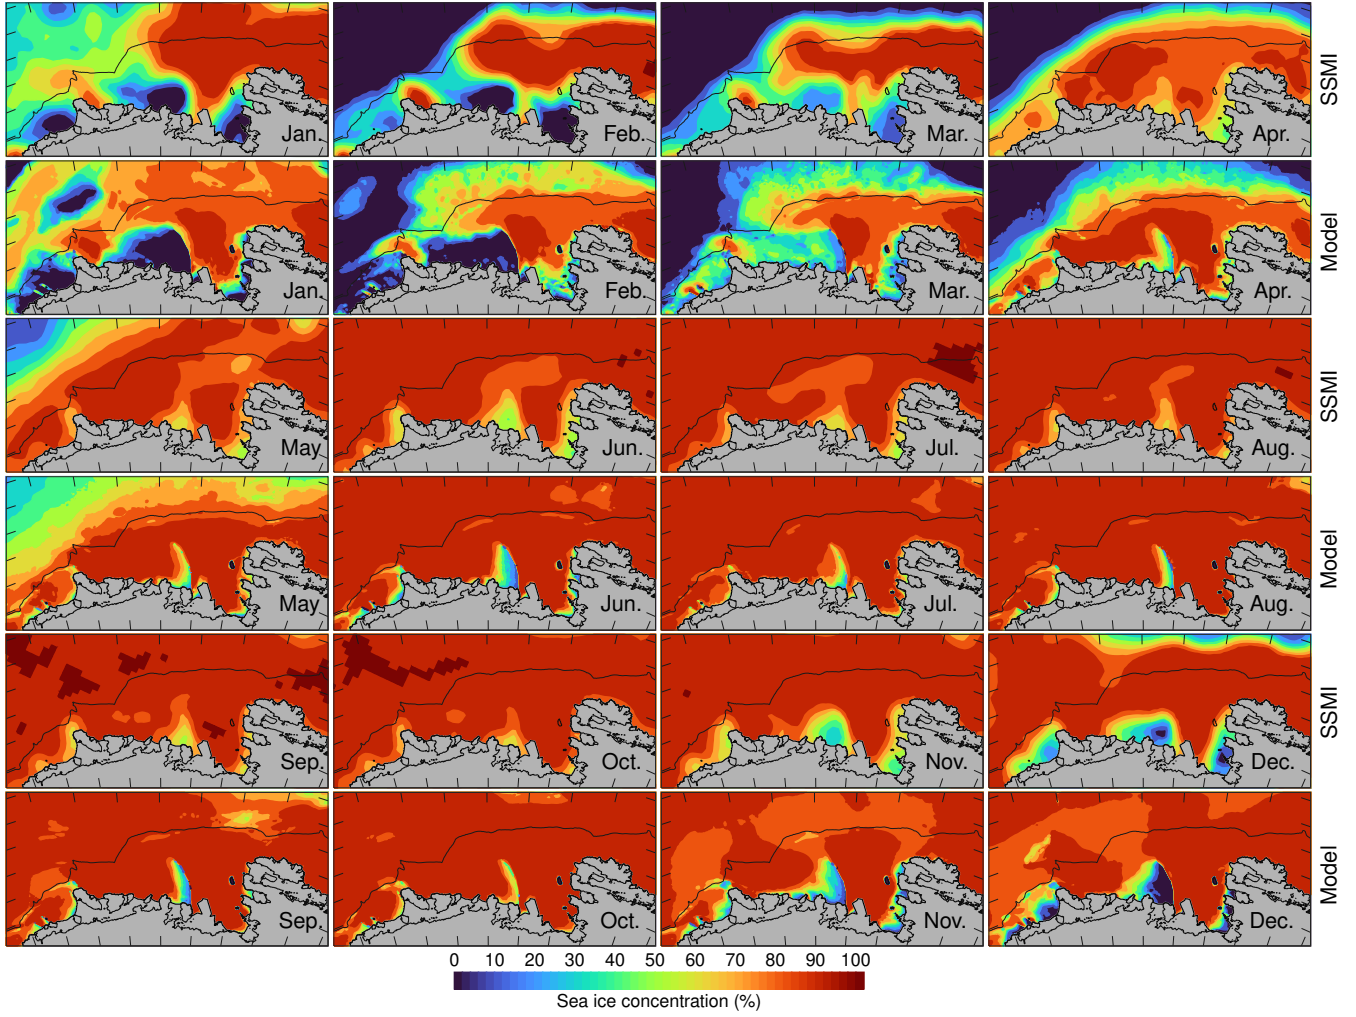 Jan. Feb. Mar. Apr. SSMI
Jan. Feb. Mar. Apr. Model
May Jun. Jul. Aug. SSMI
May Jun. Jul. Aug. Model
Sep. Oct. Nov. Dec. SSMI
Sep. Oct. Nov. Dec. Model
0 10 20 30 40 50 60 70 80 90 100
Sea ice concentration (%)